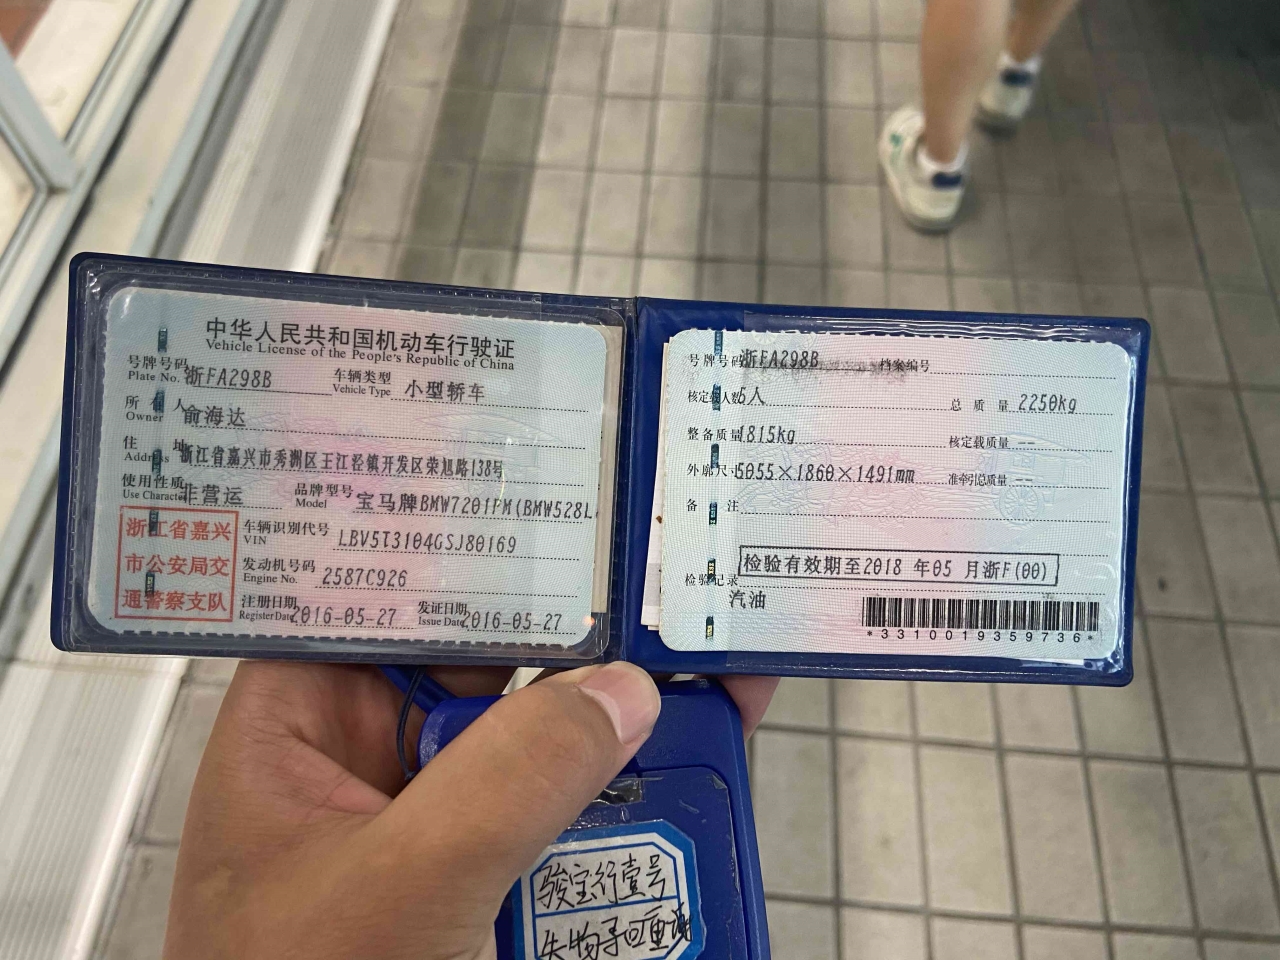 中华人民共和国机动车行驶证
Vehicle License of the People's Republic of China
号牌号码 浙FA298B 车辆类型 小型轿车
Plate No. Vehicle Type
所有人 俞海达
Owner
住 址 浙江省嘉兴市秀洲区王江泾镇开发区荣旭路138号
Address
使用性质 非营运 品牌型号 宝马牌BMW7201PM(BMW528L
Use Character Model
浙江省嘉兴
市公安局交
通警察支队
车辆识别代号 LBV5T3104GSJ80169
VIN
发动机号码 2587C926
Engine No.
注册日期 2016-05-27 发证日期 2016-05-27
Register Date Issue Date
号牌号码 浙FA298B 档案编号
核定载人数 5人 总质量 2250kg
整备质量 1815kg 核定载质量 --
外廓尺寸 5055×1860×1491mm 准牵引总质量 --
备 注
检验有效期至2018 年05 月浙F(00)
检验记录
汽油
*3310019359736*
骏宝行壹号
失物寻回重谢